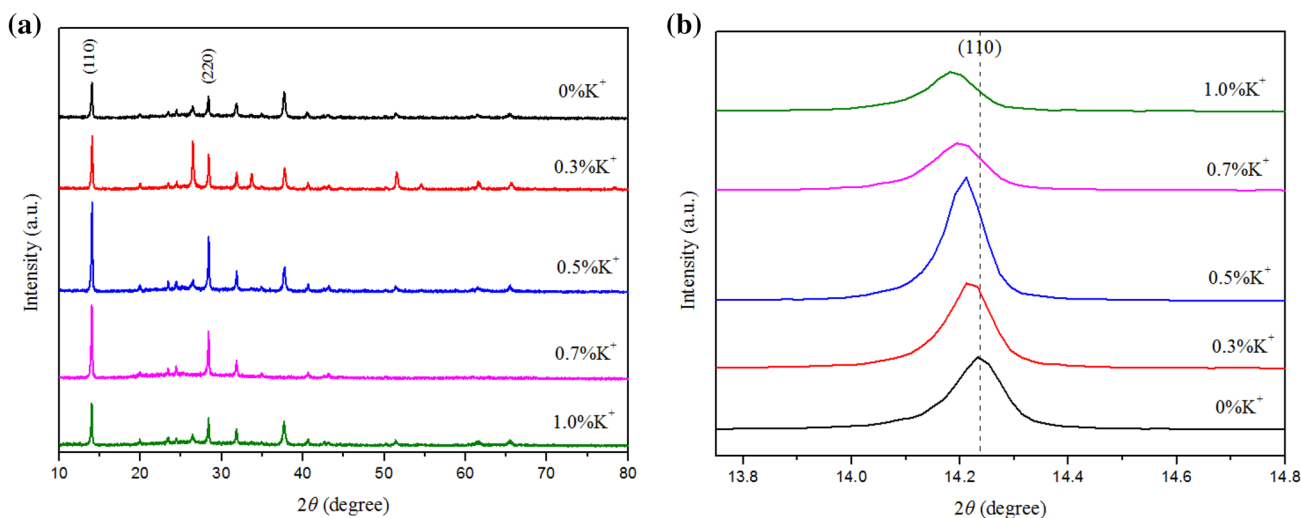 (a)
(110)
(220)
0%K⁺
0.3%K⁺
0.5%K⁺
0.7%K⁺
1.0%K⁺
Intensity (a.u.)
10 20 30 40 50 60 70 80
2θ (degree)
(b)
(110)
1.0%K⁺
0.7%K⁺
0.5%K⁺
0.3%K⁺
0%K⁺
Intensity (a.u.)
13.8 14.0 14.2 14.4 14.6 14.8
2θ (degree)